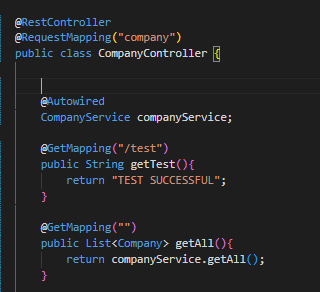 @RestController
@RequestMapping("company")
public class CompanyController {
@Autowired
CompanyService companyService;
@GetMapping("/test")
public String getTest(){
return "TEST SUCCESSFUL";
}
@GetMapping("")
public List<Company> getAll(){
return companyService.getAll();
}